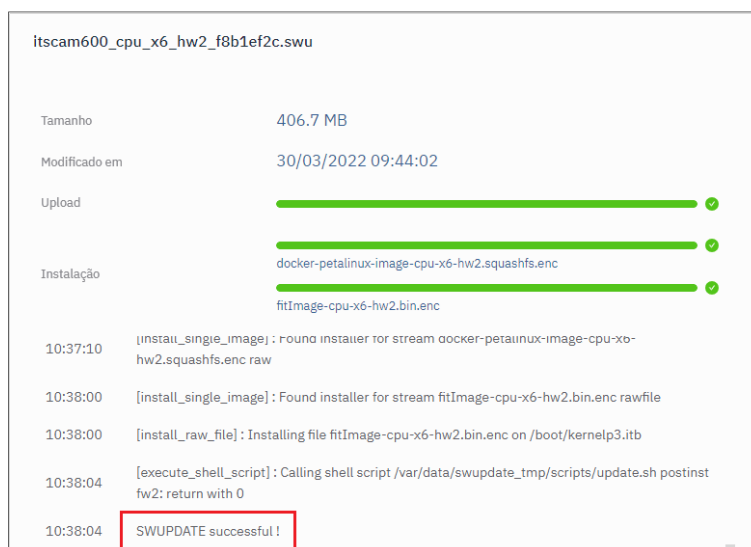 itscam600_cpu_x6_hw2_f8b1ef2c.swu
Tamanho 406.7 MB
Modificado em 30/03/2022 09:44:02
Upload
Instalação
docker-petalinux-image-cpu-x6-hw2.squashfs.enc
fitImage-cpu-x6-hw2.bin.enc
10:37:10 [install_single_image] : Found installer for stream docker-petalinux-image-cpu-x6-
hw2.squashfs.enc raw
10:38:00 [install_single_image] : Found installer for stream fitImage-cpu-x6-hw2.bin.enc rawfile
10:38:00 [install_raw_file] : Installing file fitImage-cpu-x6-hw2.bin.enc on /boot/kernelp3.itb
10:38:04 [execute_shell_script] : Calling shell script /var/data/swupdate_tmp/scripts/update.sh postinst
fw2: return with 0
10:38:04 SWUPDATE successful !